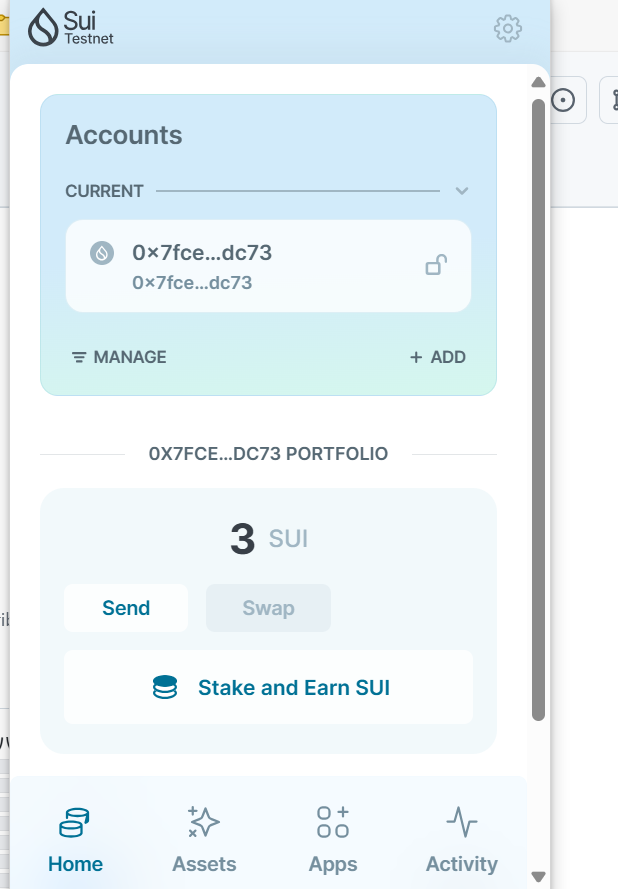 Sui
Testnet
Accounts
CURRENT
0×7fce...dc73
0×7fce...dc73
MANAGE
+ ADD
0X7FCE...DC73 PORTFOLIO
3 SUI
Send
Swap
Stake and Earn SUI
Home
Assets
Apps
Activity